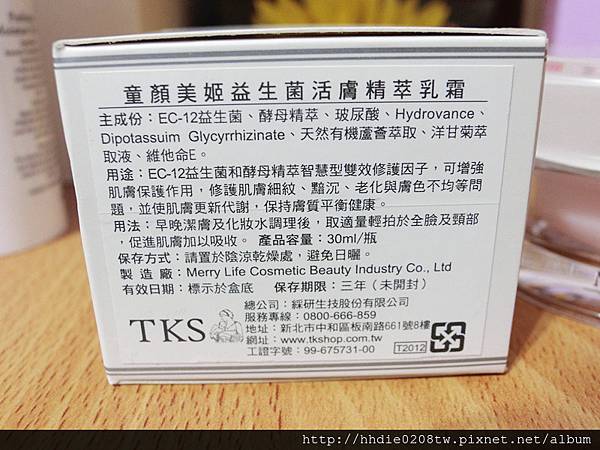 童顏美姬益生菌活膚精萃乳霜
主成份：EC-12益生菌、酵母精萃、玻尿酸、Hydrovance、
Dipotassuim Glycyrrhizinate、天然有機蘆薈萃取、洋甘菊萃
取液、維他命E。
用途：EC-12益生菌和酵母精萃智慧型雙效修護因子，可增強
肌膚保護作用，修護肌膚細紋、黯沉、老化與膚色不均等問
題，並使肌膚更新代謝，保持膚質平衡健康。
用法：早晚潔膚及化妝水調理後，取適量輕拍於全臉及頸部
，促進肌膚加以吸收。 產品容量：30ml/瓶
保存方式：請置於陰涼乾燥處，避免日曬。
製 造 廠：Merry Life Cosmetic Beauty Industry Co., Ltd
有效日期：標示於盒底 保存期限：三年（未開封）
TKS
總公司：綵研生技股份有限公司
服務專線：0800-666-859
地址：新北市中和區板南路661號8樓
網址：www.tkshop.com.tw
工證字號：99-675731-00
T2012
http://hhdie0208tw.pixnet.net/album